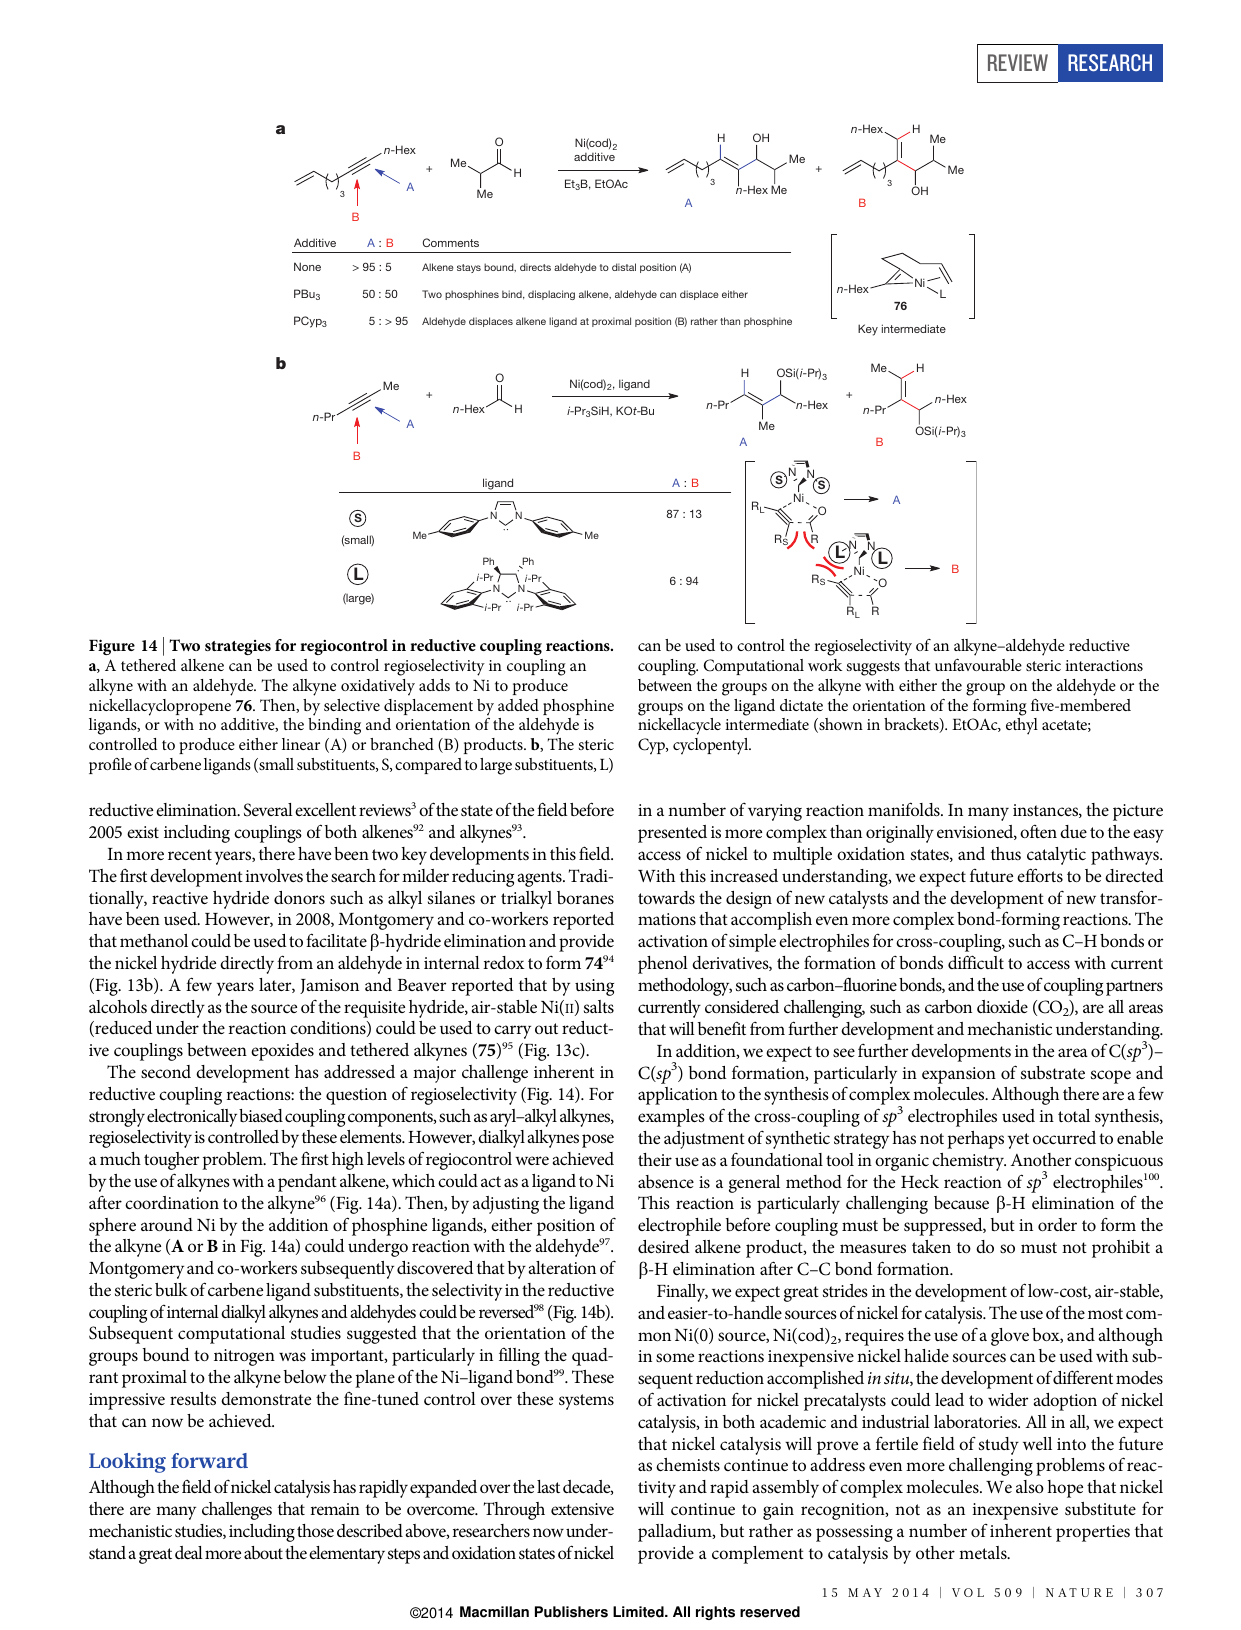 REVIEW RESEARCH
a
n-Hex
3
A
B
+
O
Me
H
Me
Ni(cod)2
additive
Et3B, EtOAc
H OH
Me
3
n-Hex Me
A
+
n-Hex H
Me
Me
3
OH
B
Additive A : B Comments
None > 95 : 5 Alkene stays bound, directs aldehyde to distal position (A)
PBu3 50 : 50 Two phosphines bind, displacing alkene, aldehyde can displace either
PCyp3 5 : > 95 Aldehyde displaces alkene ligand at proximal position (B) rather than phosphine
n-Hex
Ni
L
76
Key intermediate
b
Me
n-Pr
A
B
+
O
n-Hex H
Ni(cod)2, ligand
i-Pr3SiH, KOt-Bu
H OSi(i-Pr)3
n-Pr n-Hex
Me
A
+
Me H
n-Pr n-Hex
OSi(i-Pr)3
B
ligand A : B
S
(small)
Me N N Me
87 : 13
L
(large)
Ph Ph
i-Pr i-Pr
N N
i-Pr i-Pr
6 : 94
S N N S
Ni
RL O
RS R
A
L N N L
Ni
RS O
RL R
B
Figure 14 | Two strategies for regiocontrol in reductive coupling reactions.
a, A tethered alkene can be used to control regioselectivity in coupling an
alkyne with an aldehyde. The alkyne oxidatively adds to Ni to produce
nickellacyclopropene 76. Then, by selective displacement by added phosphine
ligands, or with no additive, the binding and orientation of the aldehyde is
controlled to produce either linear (A) or branched (B) products. b, The steric
profile of carbene ligands (small substituents, S, compared to large substituents, L)
can be used to control the regioselectivity of an alkyne–aldehyde reductive
coupling. Computational work suggests that unfavourable steric interactions
between the groups on the alkyne with either the group on the aldehyde or the
groups on the ligand dictate the orientation of the forming five-membered
nickellacycle intermediate (shown in brackets). EtOAc, ethyl acetate;
Cyp, cyclopentyl.
reductive elimination. Several excellent reviews3 of the state of the field before
2005 exist including couplings of both alkenes92 and alkynes93.
In more recent years, there have been two key developments in this field.
The first development involves the search for milder reducing agents. Tradi-
tionally, reactive hydride donors such as alkyl silanes or trialkyl boranes
have been used. However, in 2008, Montgomery and co-workers reported
that methanol could be used to facilitate β-hydride elimination and provide
the nickel hydride directly from an aldehyde in internal redox to form 7494
(Fig. 13b). A few years later, Jamison and Beaver reported that by using
alcohols directly as the source of the requisite hydride, air-stable Ni(II) salts
(reduced under the reaction conditions) could be used to carry out reduct-
ive couplings between epoxides and tethered alkynes (75)95 (Fig. 13c).
The second development has addressed a major challenge inherent in
reductive coupling reactions: the question of regioselectivity (Fig. 14). For
strongly electronically biased coupling components, such as aryl–alkyl alkynes,
regioselectivity is controlled by these elements. However, dialkyl alkynes pose
a much tougher problem. The first high levels of regiocontrol were achieved
by the use of alkynes with a pendant alkene, which could act as a ligand to Ni
after coordination to the alkyne96 (Fig. 14a). Then, by adjusting the ligand
sphere around Ni by the addition of phosphine ligands, either position of
the alkyne (A or B in Fig. 14a) could undergo reaction with the aldehyde97.
Montgomery and co-workers subsequently discovered that by alteration of
the steric bulk of carbene ligand substituents, the selectivity in the reductive
coupling of internal dialkyl alkynes and aldehydes could be reversed98 (Fig. 14b).
Subsequent computational studies suggested that the orientation of the
groups bound to nitrogen was important, particularly in filling the quad-
rant proximal to the alkyne below the plane of the Ni–ligand bond99. These
impressive results demonstrate the fine-tuned control over these systems
that can now be achieved.
Looking forward
Although the field of nickel catalysis has rapidly expanded over the last decade,
there are many challenges that remain to be overcome. Through extensive
mechanistic studies, including those described above, researchers now under-
stand a great deal more about the elementary steps and oxidation states of nickel
in a number of varying reaction manifolds. In many instances, the picture
presented is more complex than originally envisioned, often due to the easy
access of nickel to multiple oxidation states, and thus catalytic pathways.
With this increased understanding, we expect future efforts to be directed
towards the design of new catalysts and the development of new transfor-
mations that accomplish even more complex bond-forming reactions. The
activation of simple electrophiles for cross-coupling, such as C–H bonds or
phenol derivatives, the formation of bonds difficult to access with current
methodology, such as carbon–fluorine bonds, and the use of coupling partners
currently considered challenging, such as carbon dioxide (CO2), are all areas
that will benefit from further development and mechanistic understanding.
In addition, we expect to see further developments in the area of C(sp3)–
C(sp3) bond formation, particularly in expansion of substrate scope and
application to the synthesis of complex molecules. Although there are a few
examples of the cross-coupling of sp3 electrophiles used in total synthesis,
the adjustment of synthetic strategy has not perhaps yet occurred to enable
their use as a foundational tool in organic chemistry. Another conspicuous
absence is a general method for the Heck reaction of sp3 electrophiles100.
This reaction is particularly challenging because β-H elimination of the
electrophile before coupling must be suppressed, but in order to form the
desired alkene product, the measures taken to do so must not prohibit a
β-H elimination after C–C bond formation.
Finally, we expect great strides in the development of low-cost, air-stable,
and easier-to-handle sources of nickel for catalysis. The use of the most com-
mon Ni(0) source, Ni(cod)2, requires the use of a glove box, and although
in some reactions inexpensive nickel halide sources can be used with sub-
sequent reduction accomplished in situ, the development of different modes
of activation for nickel precatalysts could lead to wider adoption of nickel
catalysis, in both academic and industrial laboratories. All in all, we expect
that nickel catalysis will prove a fertile field of study well into the future
as chemists continue to address even more challenging problems of reac-
tivity and rapid assembly of complex molecules. We also hope that nickel
will continue to gain recognition, not as an inexpensive substitute for
palladium, but rather as possessing a number of inherent properties that
provide a complement to catalysis by other metals.
15 MAY 2014 | VOL 509 | NATURE | 307
©2014 Macmillan Publishers Limited. All rights reserved